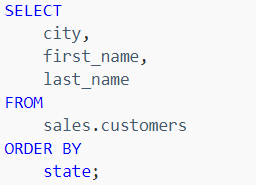 SELECT
    city,
    first_name,
    last_name
FROM
    sales.customers
ORDER BY
    state;